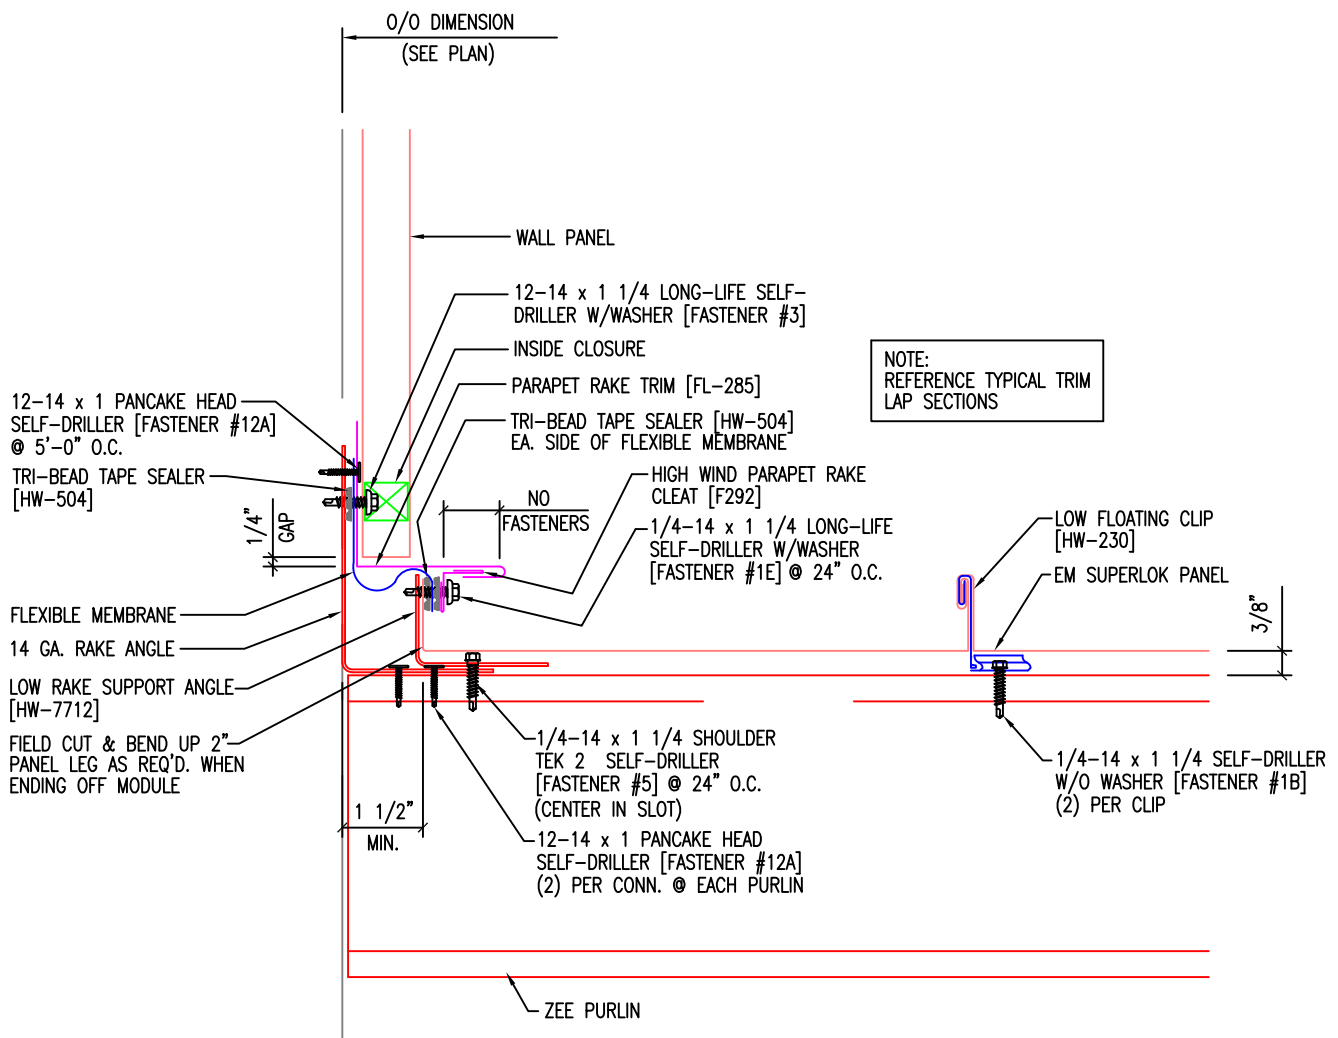 O/O DIMENSION
(SEE PLAN)
WALL PANEL
12-14 x 1 1/4 LONG-LIFE SELF-
DRILLER W/WASHER [FASTENER #3]
INSIDE CLOSURE
PARAPET RAKE TRIM [FL-285]
TRI-BEAD TAPE SEALER [HW-504]
EA. SIDE OF FLEXIBLE MEMBRANE
HIGH WIND PARAPET RAKE
CLEAT [F292]
NO
FASTENERS
1/4-14 x 1 1/4 LONG-LIFE
SELF-DRILLER W/WASHER
[FASTENER #1E] @ 24" O.C.
NOTE:
REFERENCE TYPICAL TRIM
LAP SECTIONS
12-14 x 1 PANCAKE HEAD
SELF-DRILLER [FASTENER #12A]
@ 5'-0" O.C.
TRI-BEAD TAPE SEALER
[HW-504]
1/4"
GAP
FLEXIBLE MEMBRANE
14 GA. RAKE ANGLE
LOW RAKE SUPPORT ANGLE
[HW-7712]
FIELD CUT & BEND UP 2"
PANEL LEG AS REQ'D. WHEN
ENDING OFF MODULE
1 1/2"
MIN.
LOW FLOATING CLIP
[HW-230]
EM SUPERLOK PANEL
3/8"
1/4-14 x 1 1/4 SHOULDER
TEK 2 SELF-DRILLER
[FASTENER #5] @ 24" O.C.
(CENTER IN SLOT)
12-14 x 1 PANCAKE HEAD
SELF-DRILLER [FASTENER #12A]
(2) PER CONN. @ EACH PURLIN
1/4-14 x 1 1/4 SELF-DRILLER
W/O WASHER [FASTENER #1B]
(2) PER CLIP
ZEE PURLIN